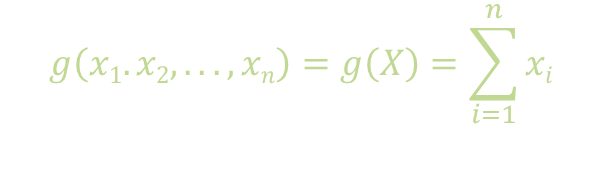 g(x₁.x₂,...,xₙ) = g(X) = ∑ᵢ₌₁ⁿ xᵢ